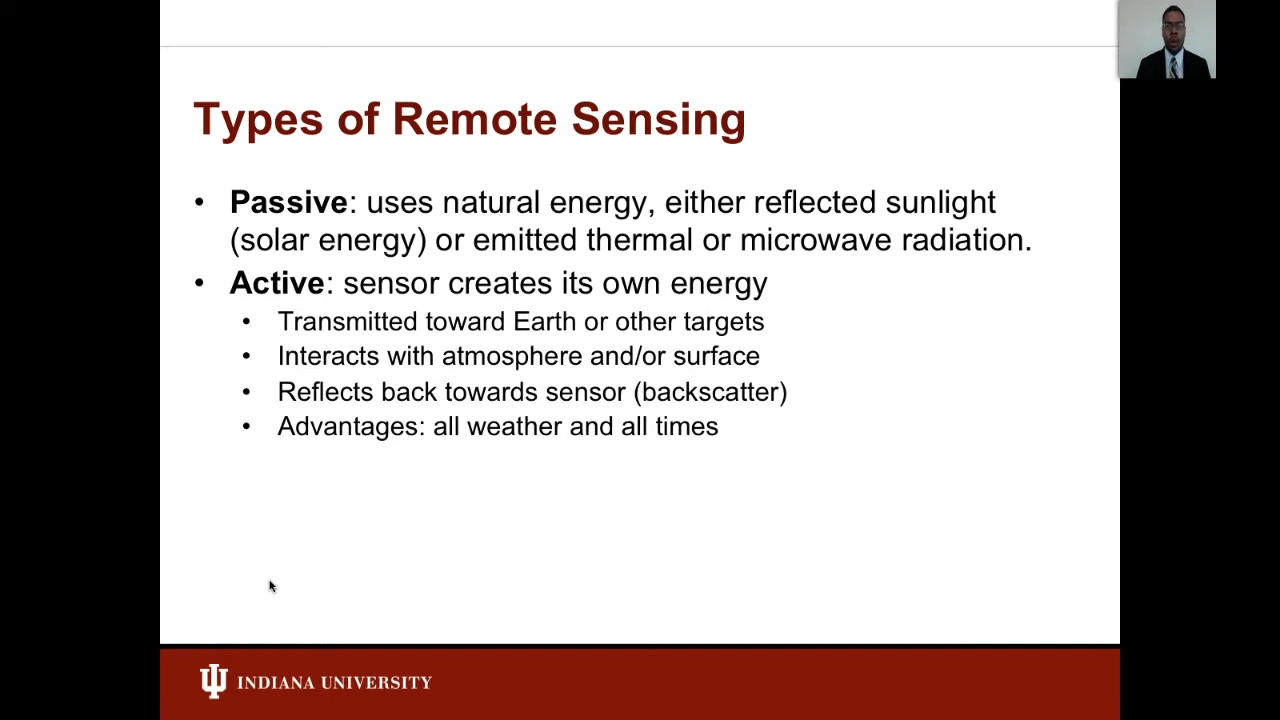 Types of Remote Sensing
• Passive: uses natural energy, either reflected sunlight
(solar energy) or emitted thermal or microwave radiation.
• Active: sensor creates its own energy
• Transmitted toward Earth or other targets
• Interacts with atmosphere and/or surface
• Reflects back towards sensor (backscatter)
• Advantages: all weather and all times
INDIANA UNIVERSITY